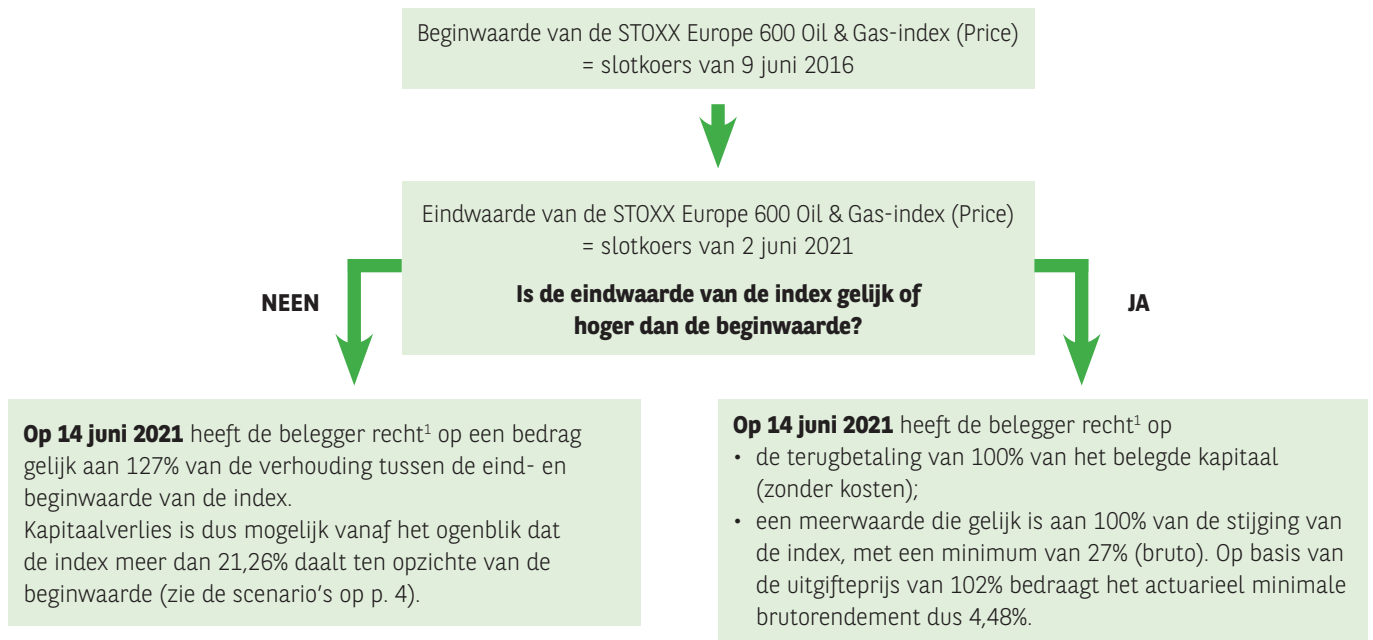 Beginwaarde van de STOXX Europe 600 Oil & Gas-index (Price)
= slotkoers van 9 juni 2016
Eindwaarde van de STOXX Europe 600 Oil & Gas-index (Price)
= slotkoers van 2 juni 2021
Is de eindwaarde van de index gelijk of
hoger dan de beginwaarde?
NEEN
JA
Op 14 juni 2021 heeft de belegger recht¹ op een bedrag
gelijk aan 127% van de verhouding tussen de eind- en
beginwaarde van de index.
Kapitaalverlies is dus mogelijk vanaf het ogenblik dat
de index meer dan 21,26% daalt ten opzichte van de
beginwaarde (zie de scenario's op p. 4).
Op 14 juni 2021 heeft de belegger recht¹ op
• de terugbetaling van 100% van het belegde kapitaal
(zonder kosten);
• een meerwaarde die gelijk is aan 100% van de stijging van
de index, met een minimum van 27% (bruto). Op basis van
de uitgifteprijs van 102% bedraagt het actuarieel minimale
brutorendement dus 4,48%.